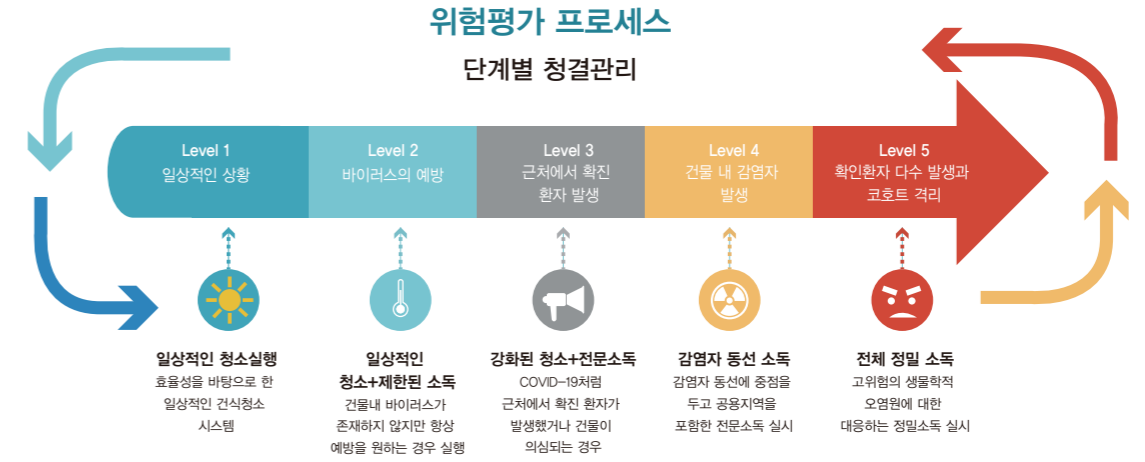 위험평가 프로세스
단계별 청결관리
Level 1
일상적인 상황
Level 2
바이러스의 예방
Level 3
근처에서 확진
환자 발생
Level 4
건물 내 감염자
발생
Level 5
확인환자 다수 발생과
코호트 격리
일상적인 청소실행
효율성을 바탕으로 한
일상적인 건식청소
시스템
일상적인
청소+제한된 소독
건물내 바이러스가
존재하지 않지만 항상
예방을 원하는 경우 실행
강화된 청소+전문소독
COVID-19처럼
근처에서 확진 환자가
발생했거나 건물이
의심되는 경우
감염자 동선 소독
감염자 동선에 중점을
두고 공용지역을
포함한 전문소독 실시
전체 정밀 소독
고위험의 생물학적
오염원에 대한
대응하는 정밀소독 실시